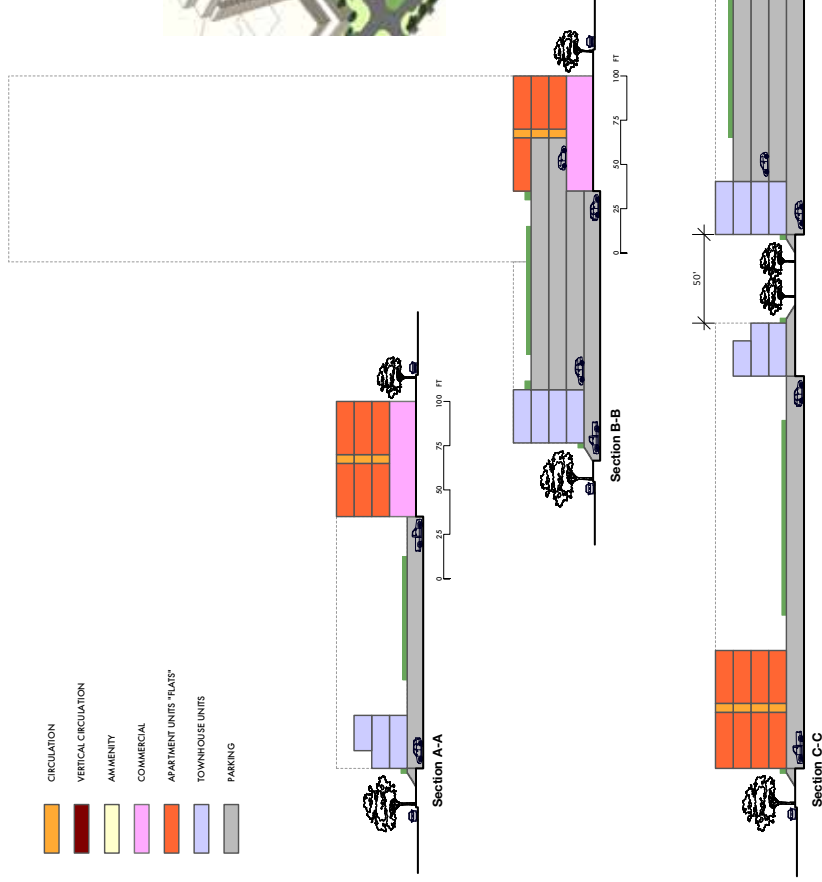 CIRCULATION
VERTICAL CIRCULATION
AMMENITY
COMMERCIAL
APARTMENT UNITS "FLATS"
TOWNHOUSE UNITS
PARKING
0 25 50 75 100 FT
Section A-A
0 25 50 75 100 FT
Section B-B
50'
Section C-C